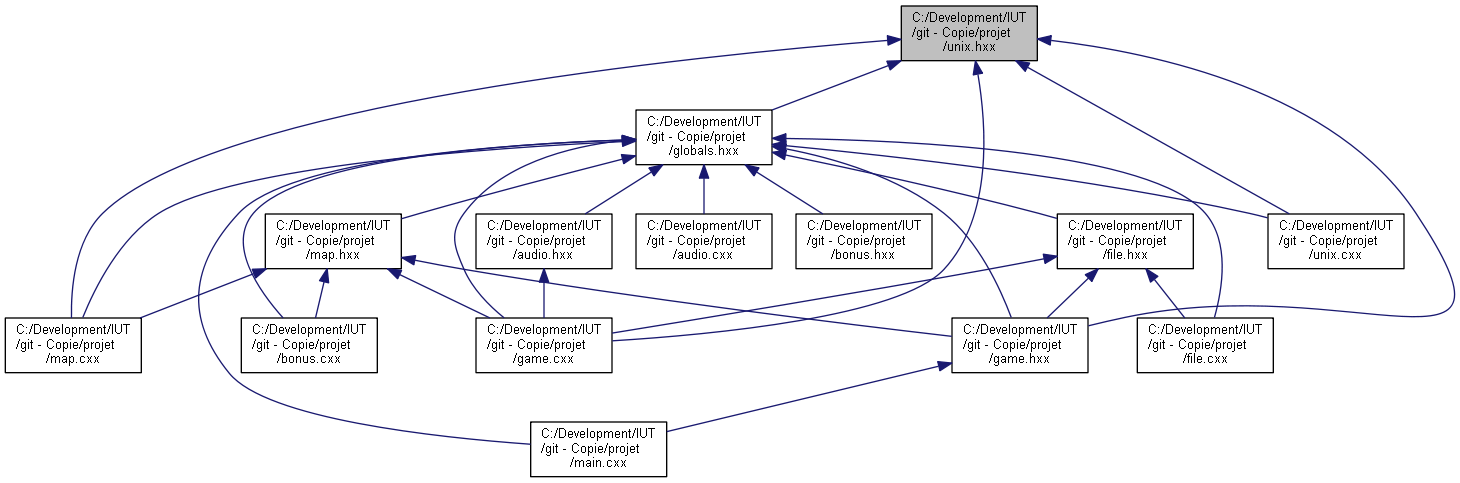 C:/Development/IUT
/git - Copie/projet
/unix.hxx
C:/Development/IUT
/git - Copie/projet
/globals.hxx
C:/Development/IUT
/git - Copie/projet
/map.hxx
C:/Development/IUT
/git - Copie/projet
/audio.hxx
C:/Development/IUT
/git - Copie/projet
/audio.cxx
C:/Development/IUT
/git - Copie/projet
/bonus.hxx
C:/Development/IUT
/git - Copie/projet
/file.hxx
C:/Development/IUT
/git - Copie/projet
/unix.cxx
C:/Development/IUT
/git - Copie/projet
/map.cxx
C:/Development/IUT
/git - Copie/projet
/bonus.cxx
C:/Development/IUT
/git - Copie/projet
/game.cxx
C:/Development/IUT
/git - Copie/projet
/game.hxx
C:/Development/IUT
/git - Copie/projet
/file.cxx
C:/Development/IUT
/git - Copie/projet
/main.cxx